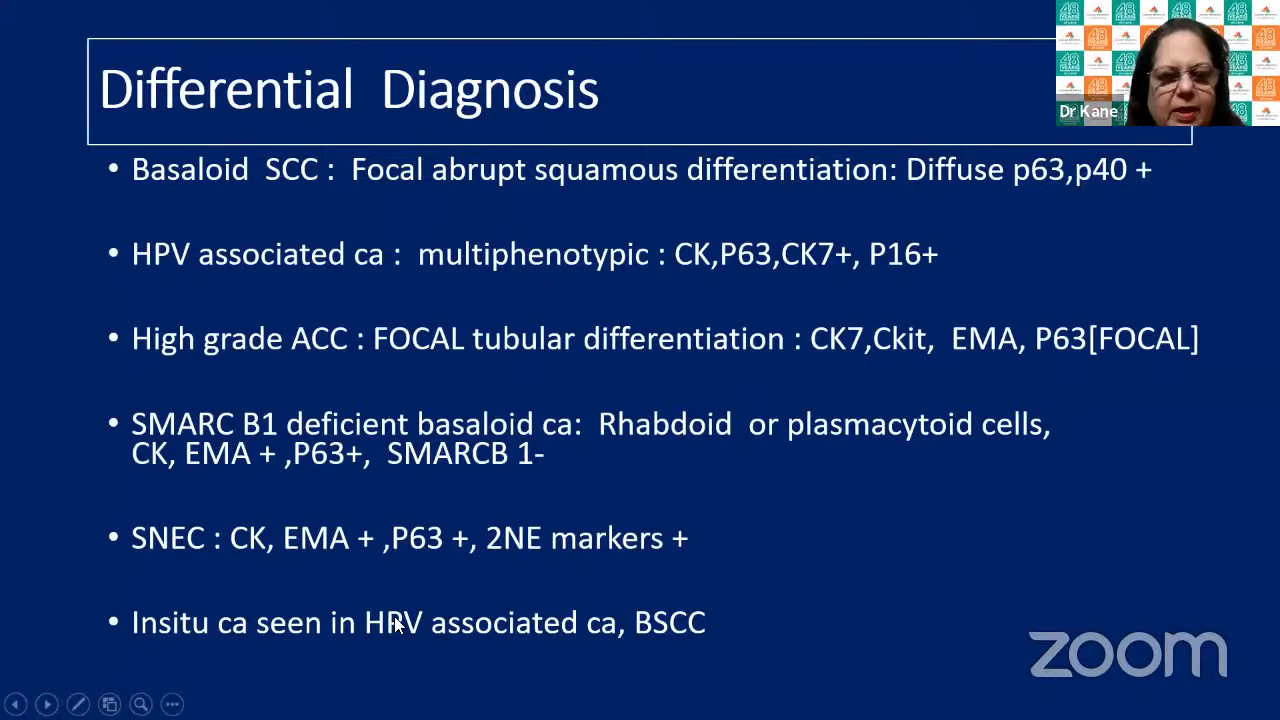 Differential Diagnosis
Dr Kane
• Basaloid SCC : Focal abrupt squamous differentiation: Diffuse p63,p40 +
• HPV associated ca : multiphenotypic : CK,P63,CK7+, P16+
• High grade ACC : FOCAL tubular differentiation : CK7,Ckit, EMA, P63[FOCAL]
• SMARC B1 deficient basaloid ca: Rhabdoid or plasmacytoid cells,
CK, EMA + ,P63+, SMARCB 1-
• SNEC : CK, EMA + ,P63 +, 2NE markers +
• Insitu ca seen in HPV associated ca, BSCC
zoom